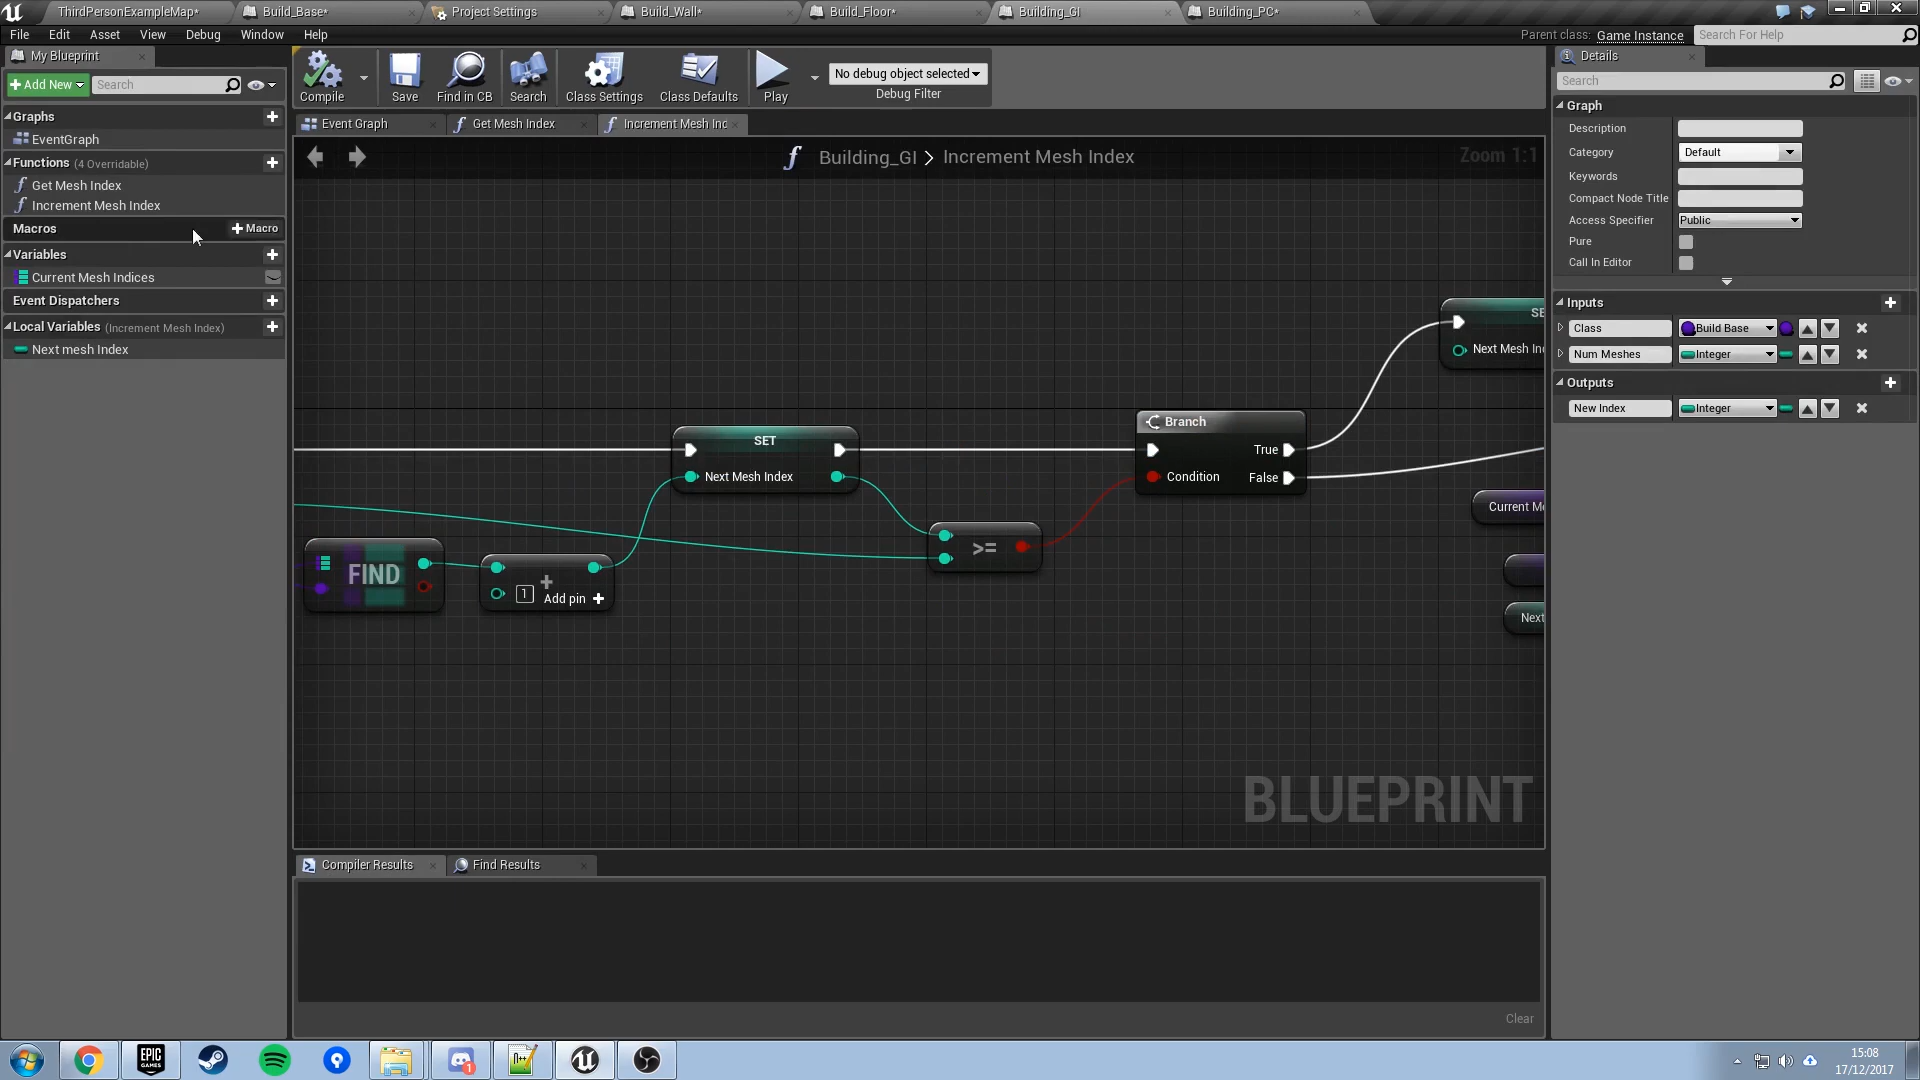 ThirdPersonExampleMap*
Build_Base*
Project Settings
Build_Wall*
Build_Floor*
Building_GI
Building_PC*
File Edit Asset View Debug Window Help
Parent class: Game Instance
Search For Help
My Blueprint
Add New
Search
Compile
Save
Find in CB
Search
Class Settings
Class Defaults
Play
No debug object selected
Debug Filter
Details
Search
Graphs
EventGraph
Functions (4 Overridable)
Get Mesh Index
Increment Mesh Index
Macros
Macro
Variables
Current Mesh Indices
Event Dispatchers
Local Variables (Increment Mesh Index)
Next mesh Index
Event Graph
Get Mesh Index
Increment Mesh Inc
Building_GI > Increment Mesh Index
Zoom 1:1
SET
Next Mesh Index
FIND
+
1
Add pin
>=
Branch
True
Condition
False
SE
Next Mesh In
Current M
Next
BLUEPRINT
Compiler Results
Find Results
Clear
Graph
Description
Category
Default
Keywords
Compact Node Title
Access Specifier
Public
Pure
Call In Editor
Inputs
Class
Build Base
Num Meshes
Integer
Outputs
New Index
Integer
EPIC
GAMES
1
15:08
17/12/2017